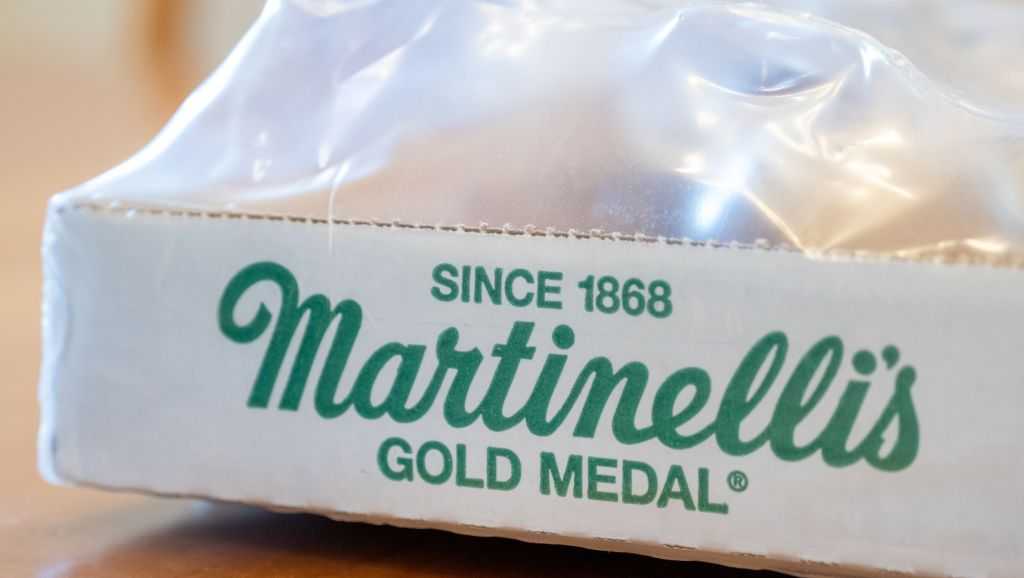 SINCE 1868
Martinelli's
GOLD MEDAL®